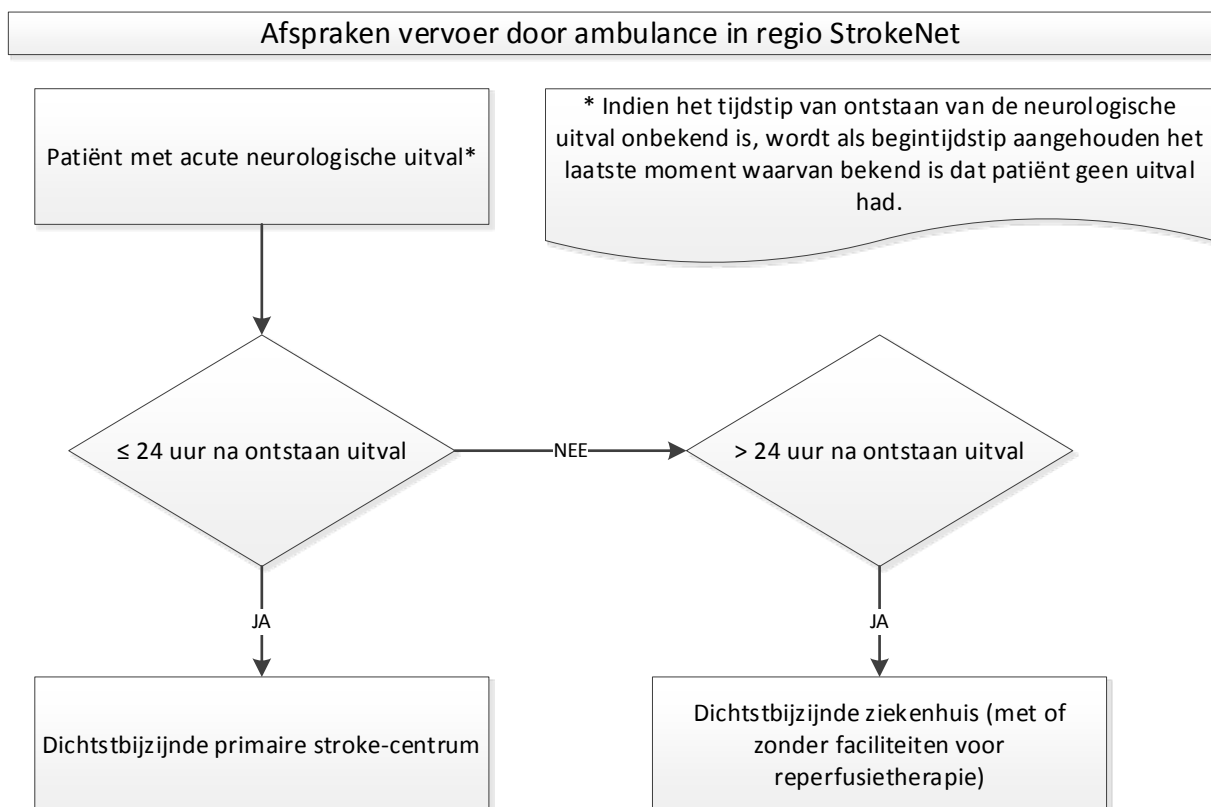 Afspraken vervoer door ambulance in regio StrokeNet
Patiënt met acute neurologische uitval*
* Indien het tijdstip van ontstaan van de neurologische
uitval onbekend is, wordt als begintijdstip aangehouden het
laatste moment waarvan bekend is dat patiënt geen uitval
had.
≤ 24 uur na ontstaan uitval
NEE
> 24 uur na ontstaan uitval
JA
JA
Dichtstbijzijnde primaire stroke-centrum
Dichtstbijzijnde ziekenhuis (met of
zonder faciliteiten voor
reperfusietherapie)